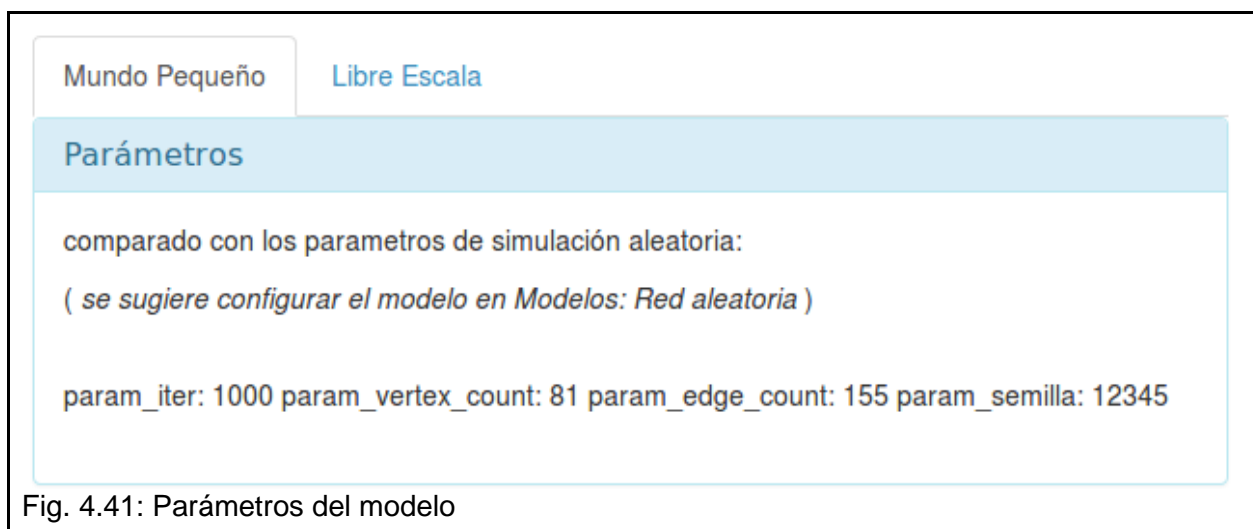 Mundo Pequeño
Libre Escala
Parámetros
comparado con los parametros de simulación aleatoria:
( se sugiere configurar el modelo en Modelos: Red aleatoria )
param_iter: 1000 param_vertex_count: 81 param_edge_count: 155 param_semilla: 12345
Fig. 4.41: Parámetros del modelo